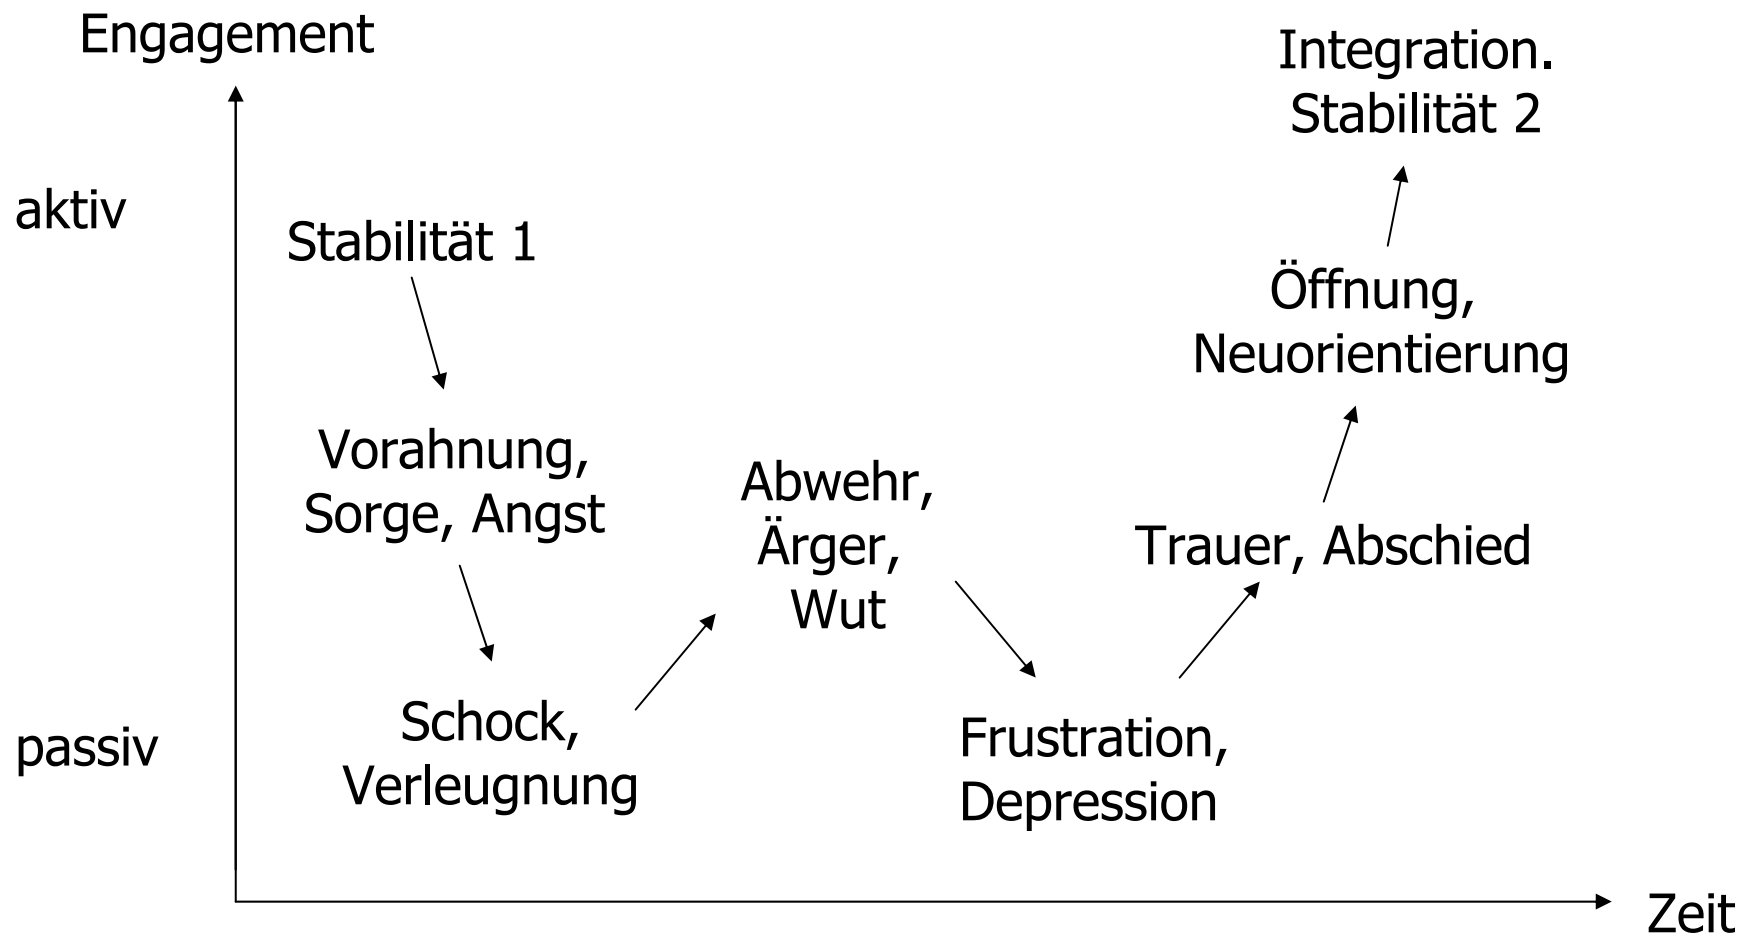 Engagement
aktiv
passiv
Stabilität 1
Vorahnung,
Sorge, Angst
Schock,
Verleugnung
Abwehr,
Ärger,
Wut
Frustration,
Depression
Trauer, Abschied
Öffnung,
Neuorientierung
Integration.
Stabilität 2
Zeit